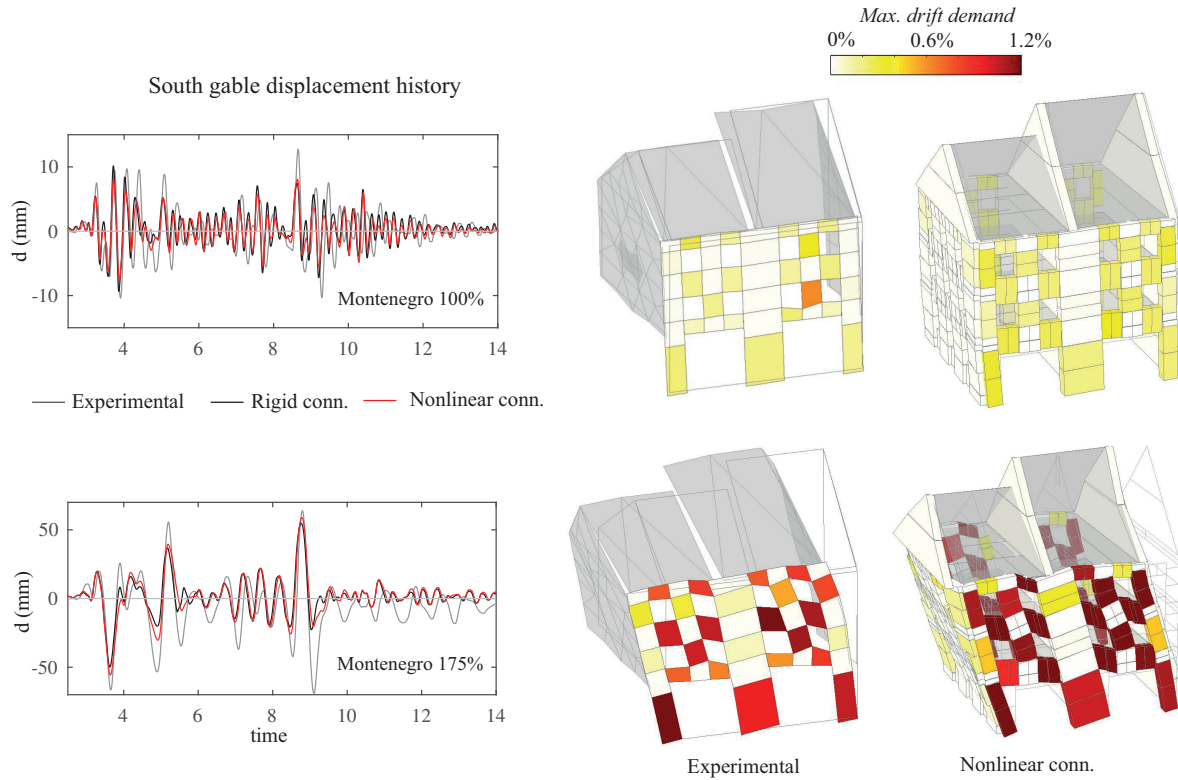 Max. drift demand
0% 0.6% 1.2%
South gable displacement history
d (mm)
10
0
-10
Montenegro 100%
4 6 8 10 12 14
Experimental Rigid conn. Nonlinear conn.
d (mm)
50
0
-50
Montenegro 175%
4 6 8 10 12 14
time
Experimental
Nonlinear conn.